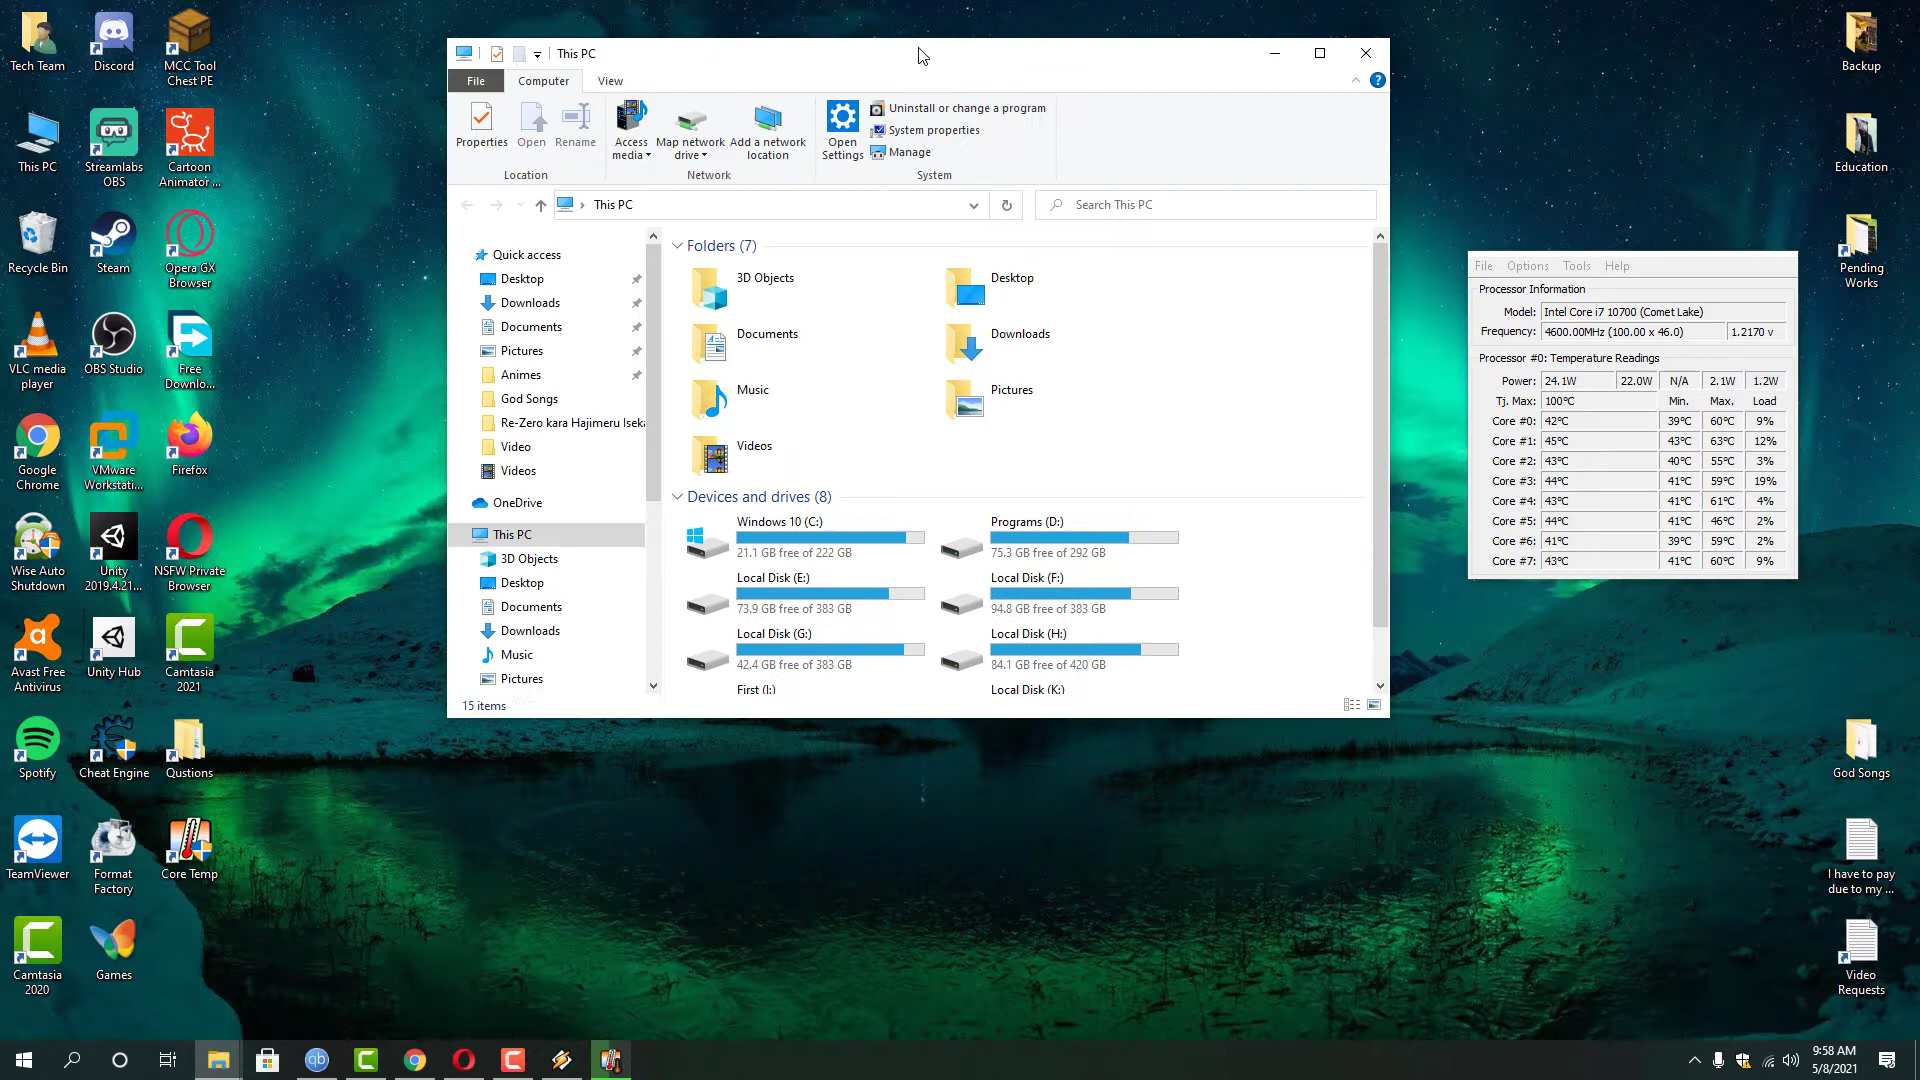 Tech Team
Discord
MCC Tool
Chest PE
This PC
Streamlabs
OBS
Cartoon
Animator ...
Recycle Bin
Steam
Opera GX
Browser
VLC media
player
OBS Studio
Free
Downlo...
Google
Chrome
VMware
Workstati...
Firefox
Wise Auto
Shutdown
Unity
2019.4.21...
NSFW Private
Browser
Avast Free
Antivirus
Unity Hub
Camtasia
2021
Spotify
Cheat Engine
Qustions
TeamViewer
Format
Factory
Core Temp
Camtasia
2020
Games
This PC
File
Computer
View
Properties
Open
Rename
Access
media
Map network
drive
Add a network
location
Open
Settings
Uninstall or change a program
System properties
Manage
Location
Network
System
This PC
Search This PC
Quick access
Desktop
Downloads
Documents
Pictures
Animes
God Songs
Re-Zero kara Hajimeru Iseka
Video
Videos
OneDrive
This PC
3D Objects
Desktop
Documents
Downloads
Music
Pictures
Folders (7)
3D Objects
Desktop
Documents
Downloads
Music
Pictures
Videos
Devices and drives (8)
Windows 10 (C:)
21.1 GB free of 222 GB
Programs (D:)
75.3 GB free of 292 GB
Local Disk (E:)
73.9 GB free of 383 GB
Local Disk (F:)
94.8 GB free of 383 GB
Local Disk (G:)
42.4 GB free of 383 GB
Local Disk (H:)
84.1 GB free of 420 GB
First (I:)
Local Disk (K:)
15 items
File Options Tools Help
Processor Information
Model: Intel Core i7 10700 (Comet Lake)
Frequency: 4600.00MHz (100.00 x 46.0) 1.2170 v
Processor #0: Temperature Readings
Power: 24.1W 22.0W N/A 2.1W 1.2W
Tj. Max: 100°C Min. Max. Load
Core #0: 42°C 39°C 60°C 9%
Core #1: 45°C 43°C 63°C 12%
Core #2: 43°C 40°C 55°C 3%
Core #3: 44°C 41°C 59°C 19%
Core #4: 43°C 41°C 61°C 4%
Core #5: 44°C 41°C 46°C 2%
Core #6: 41°C 39°C 59°C 2%
Core #7: 43°C 41°C 60°C 9%
Backup
Education
Pending
Works
God Songs
I have to pay
due to my ...
Video
Requests
qb
9:58 AM
5/8/2021